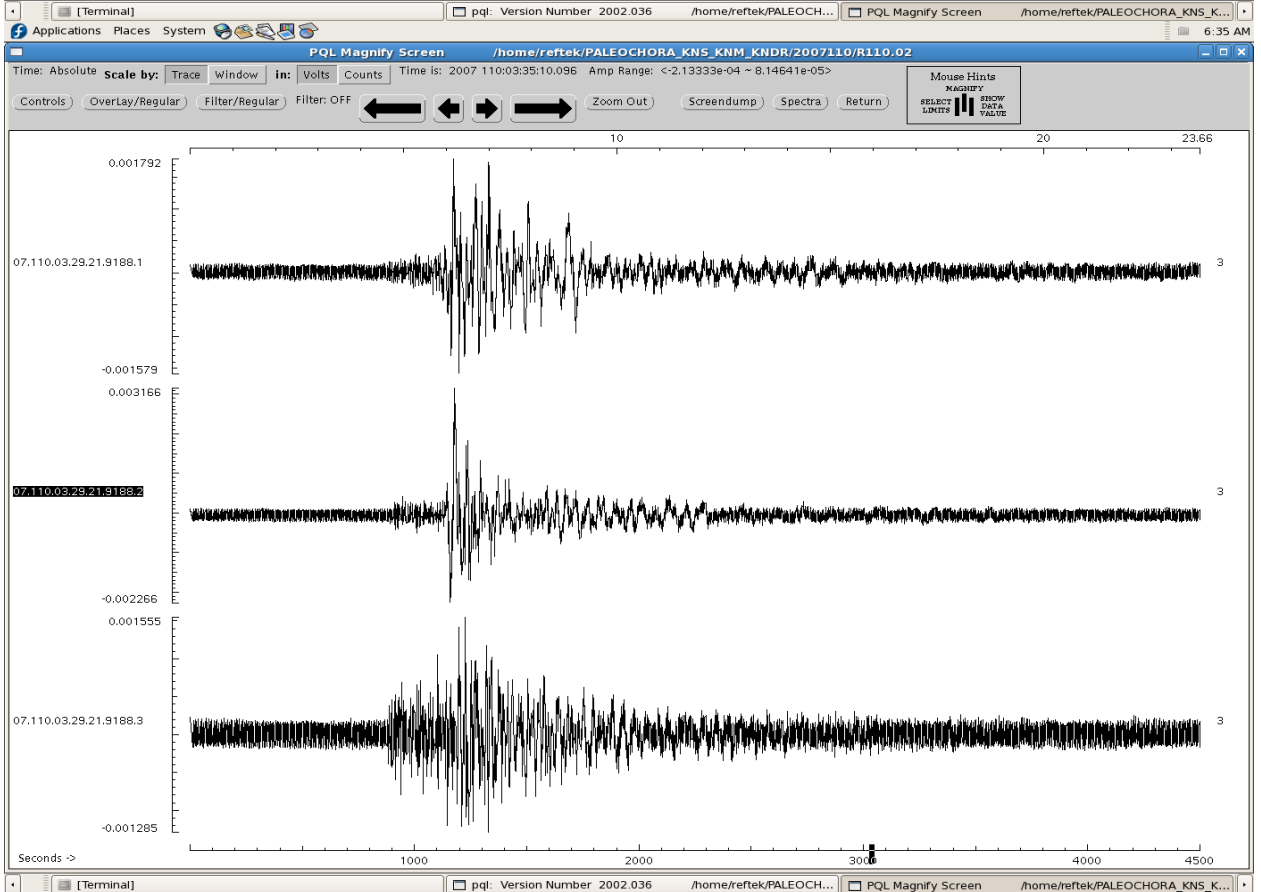 [Terminal] pql: Version Number 2002.036 /home/reftek/PALEOCH... PQL Magnify Screen /home/reftek/PALEOCHORA_KNS_K...
Applications Places System 6:35 AM
PQL Magnify Screen /home/reftek/PALEOCHORA_KNS_KNM_KNDR/2007110/R110.02
Time: Absolute Scale by: Trace Window in: Volts Counts Time is: 2007 110:03:35:10.096 Amp Range: <-2.13333e-04 ~ 8.14641e-05>
Mouse Hints
MAGNIFY
SELECT LIMITS
SHOW DATA VALUE
Controls OverLay/Regular Filter/Regular Filter: OFF Zoom Out Screendump Spectra Return
10 20 23.66
0.001792
07.110.03.29.21.9188.1 3
-0.001579
0.003166
07.110.03.29.21.9188.2 3
-0.002266
0.001555
07.110.03.29.21.9188.3 3
-0.001285
Seconds -> 1000 2000 3000 4000 4500
[Terminal] pql: Version Number 2002.036 /home/reftek/PALEOCH... PQL Magnify Screen /home/reftek/PALEOCHORA_KNS_K...